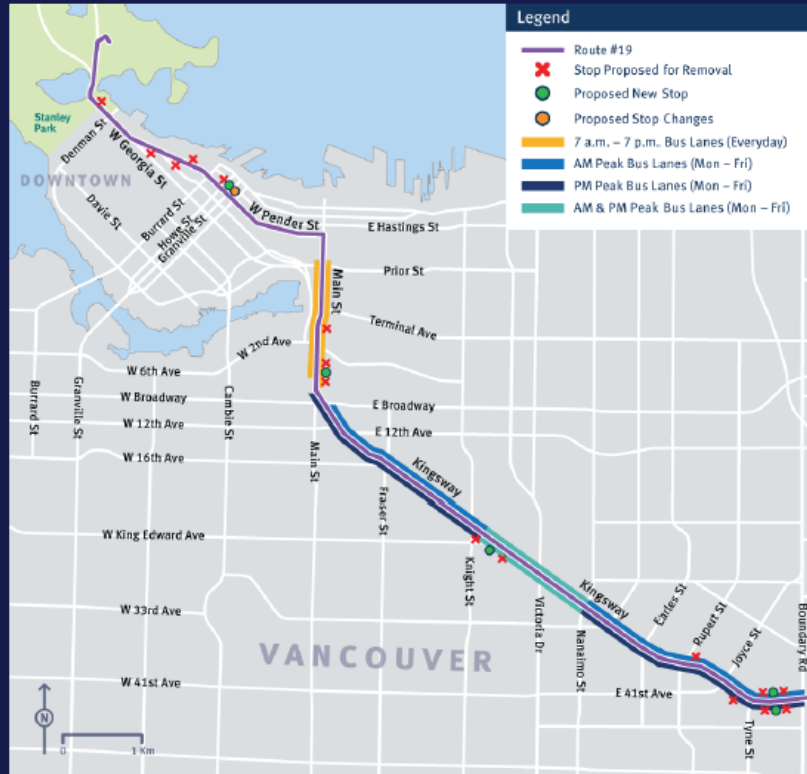 Legend
Route #19
Stop Proposed for Removal
Proposed New Stop
Proposed Stop Changes
7 a.m. – 7 p.m. Bus Lanes (Everyday)
AM Peak Bus Lanes (Mon – Fri)
PM Peak Bus Lanes (Mon – Fri)
AM & PM Peak Bus Lanes (Mon – Fri)
Stanley
Park
Denman St
W Georgia St
DOWNTOWN
Davie St
Burrard St
Howe St
Granville St
W Pender St
E Hastings St
Prior St
Main St
Terminal Ave
W 2nd Ave
W 6th Ave
W Broadway
E Broadway
W 12th Ave
E 12th Ave
W 16th Ave
Burrard St
Granville St
Cambie St
Main St
Fraser St
Kingsway
W King Edward Ave
Knight St
Victoria Dr
Nanaimo St
Kingsway
Earles St
Rupert St
Joyce St
Boundary Rd
W 33rd Ave
VANCOUVER
W 41st Ave
E 41st Ave
Tyne St
N
0 1 Km